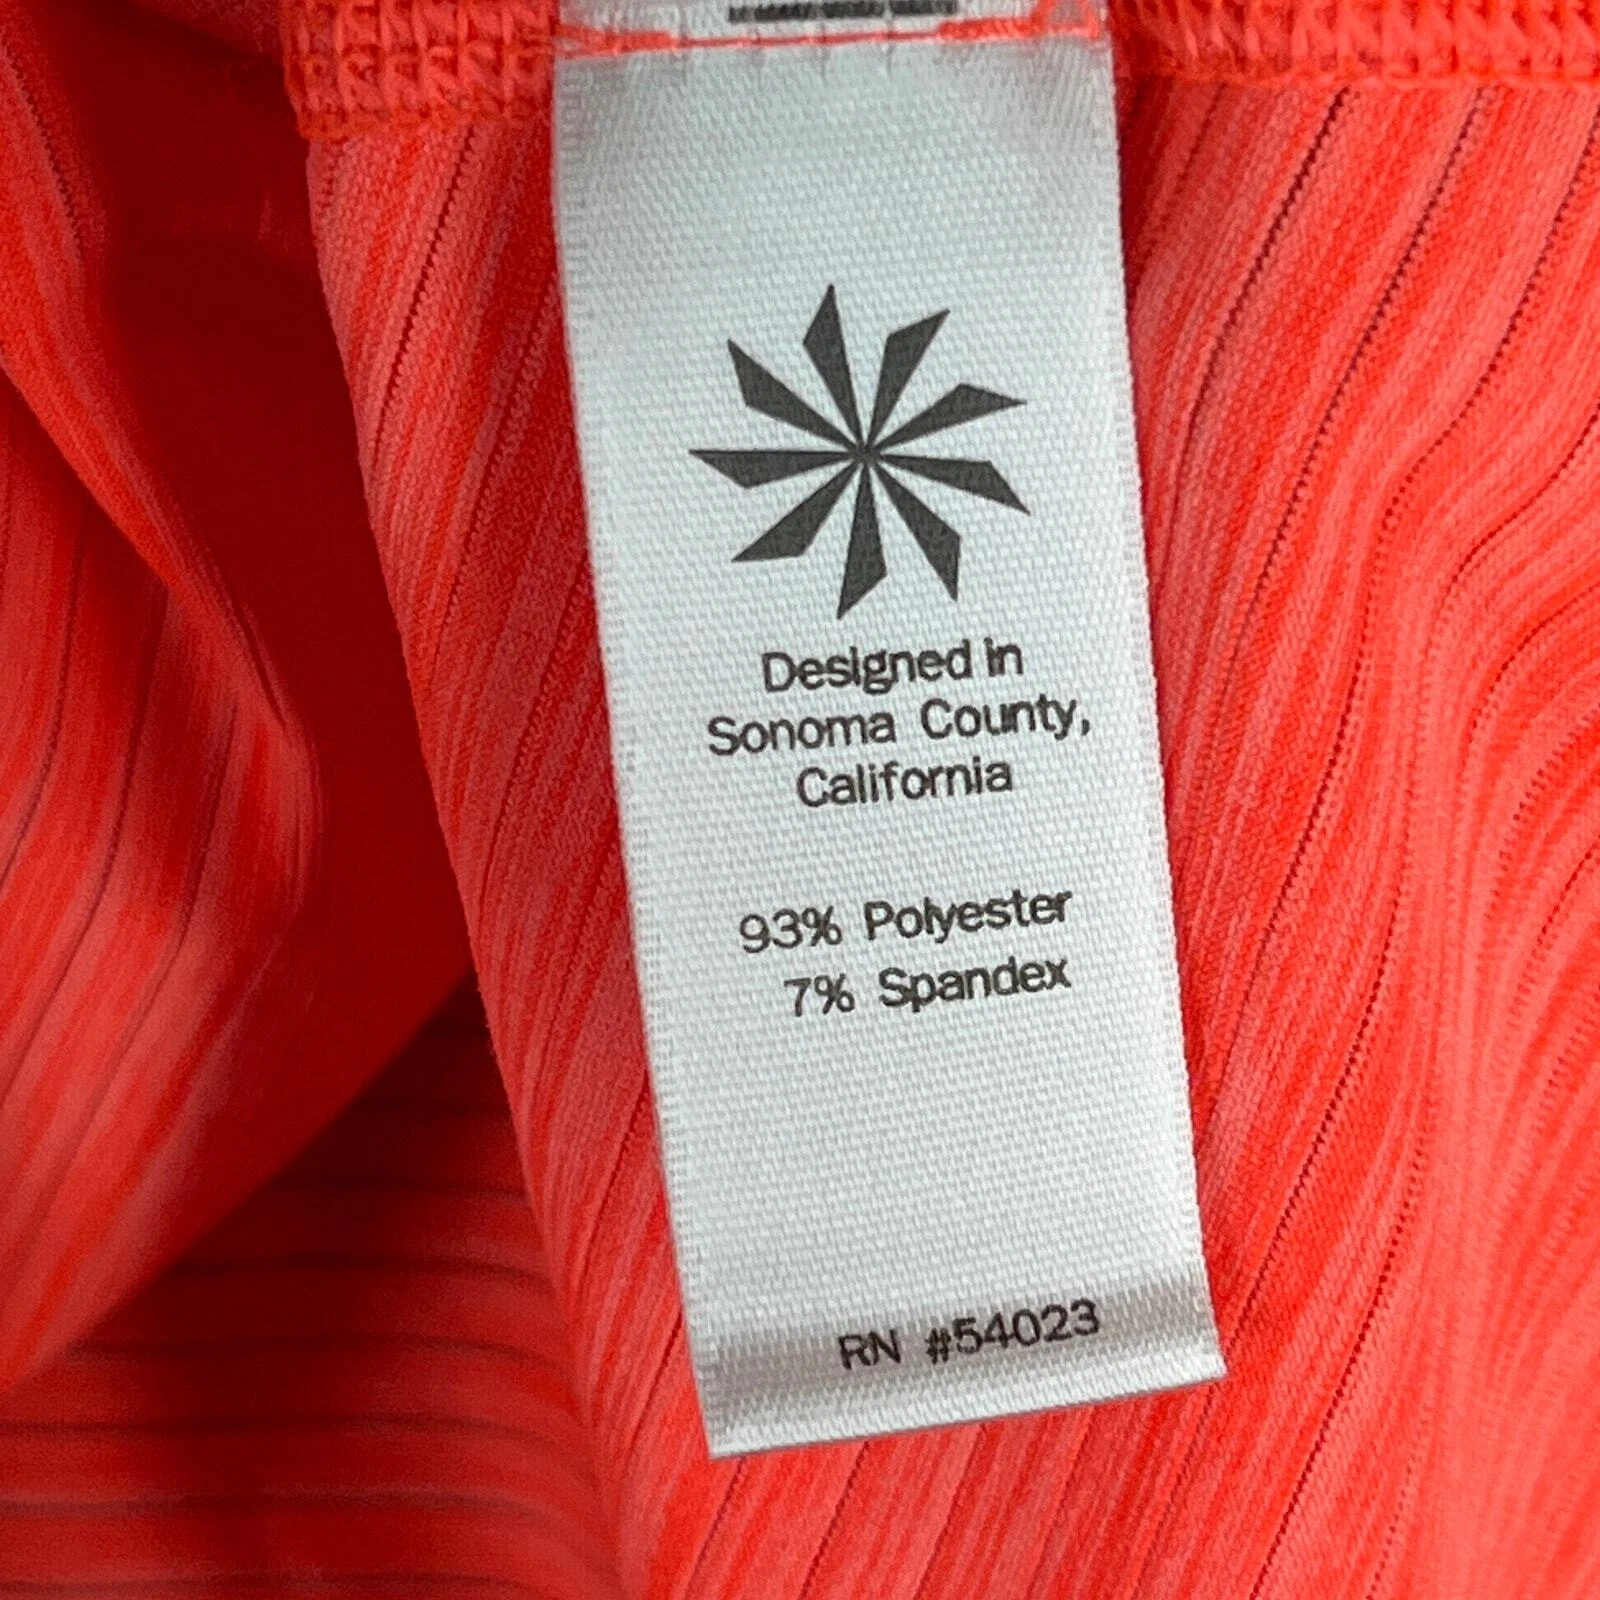 Designed in
Sonoma County,
California
93% Polyester
7% Spandex
RN #54023